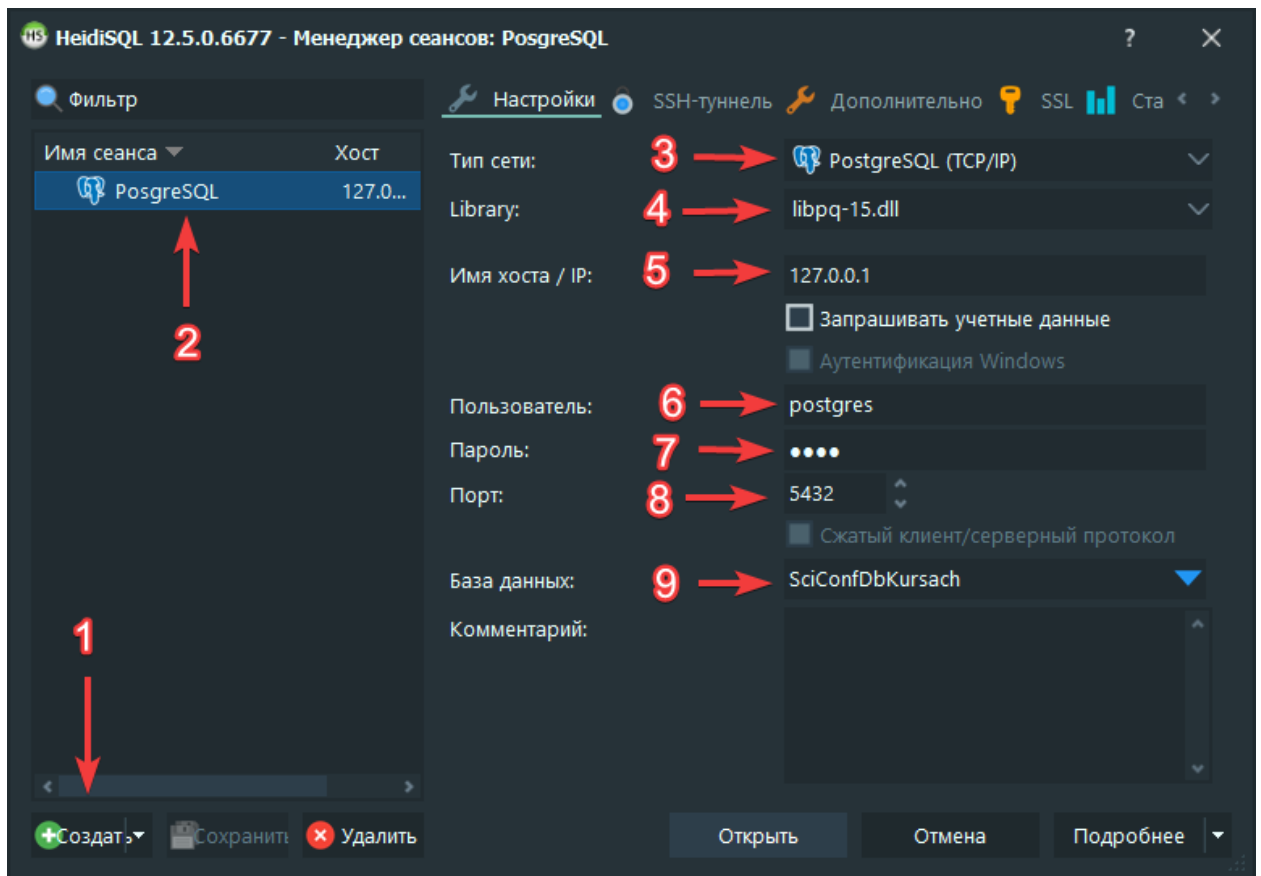 HeidiSQL 12.5.0.6677 - Менеджер сеансов: PosgreSQL ?
Фильтр
Настройки SSH-туннель Дополнительно SSL Ста
Имя сеанса Хост
PosgreSQL 127.0...
2
1
Тип сети: 3 PostgreSQL (TCP/IP)
Library: 4 libpq-15.dll
Имя хоста / IP: 5 127.0.0.1
Запрашивать учетные данные
Аутентификация Windows
Пользователь: 6 postgres
Пароль: 7 ••••
Порт: 8 5432
Сжатый клиент/серверный протокол
База данных: 9 SciConfDbKursach
Комментарий:
Создать Сохранить Удалить Открыть Отмена Подробнее